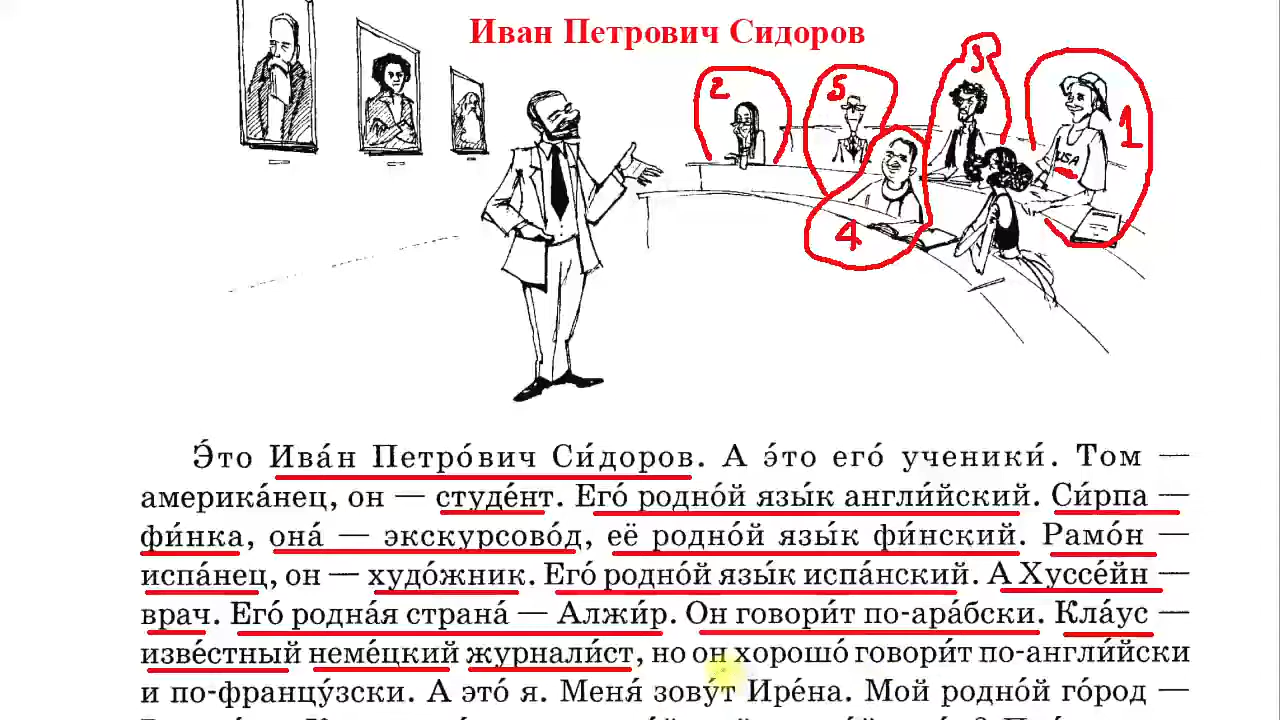 Иван Петрович Сидоров
2
5
3
1
USA
4
Э́то Ива́н Петро́вич Си́доров. А э́то его́ ученики́. Том —
америка́нец, он — студе́нт. Его́ родно́й язы́к англи́йский. Си́рпа —
фи́нка, она́ — экскурсово́д, её родно́й язы́к фи́нский. Рамо́н —
испа́нец, он — худо́жник. Его́ родно́й язы́к испа́нский. А Хуссе́йн —
врач. Его́ родна́я страна́ — Алжи́р. Он говори́т по-ара́бски. Кла́ус —
изве́стный неме́цкий журнали́ст, но он хорошо́ говори́т по-англи́йски
и по-францу́зски. А э́то я. Меня́ зову́т Ире́на. Мой родно́й го́род —